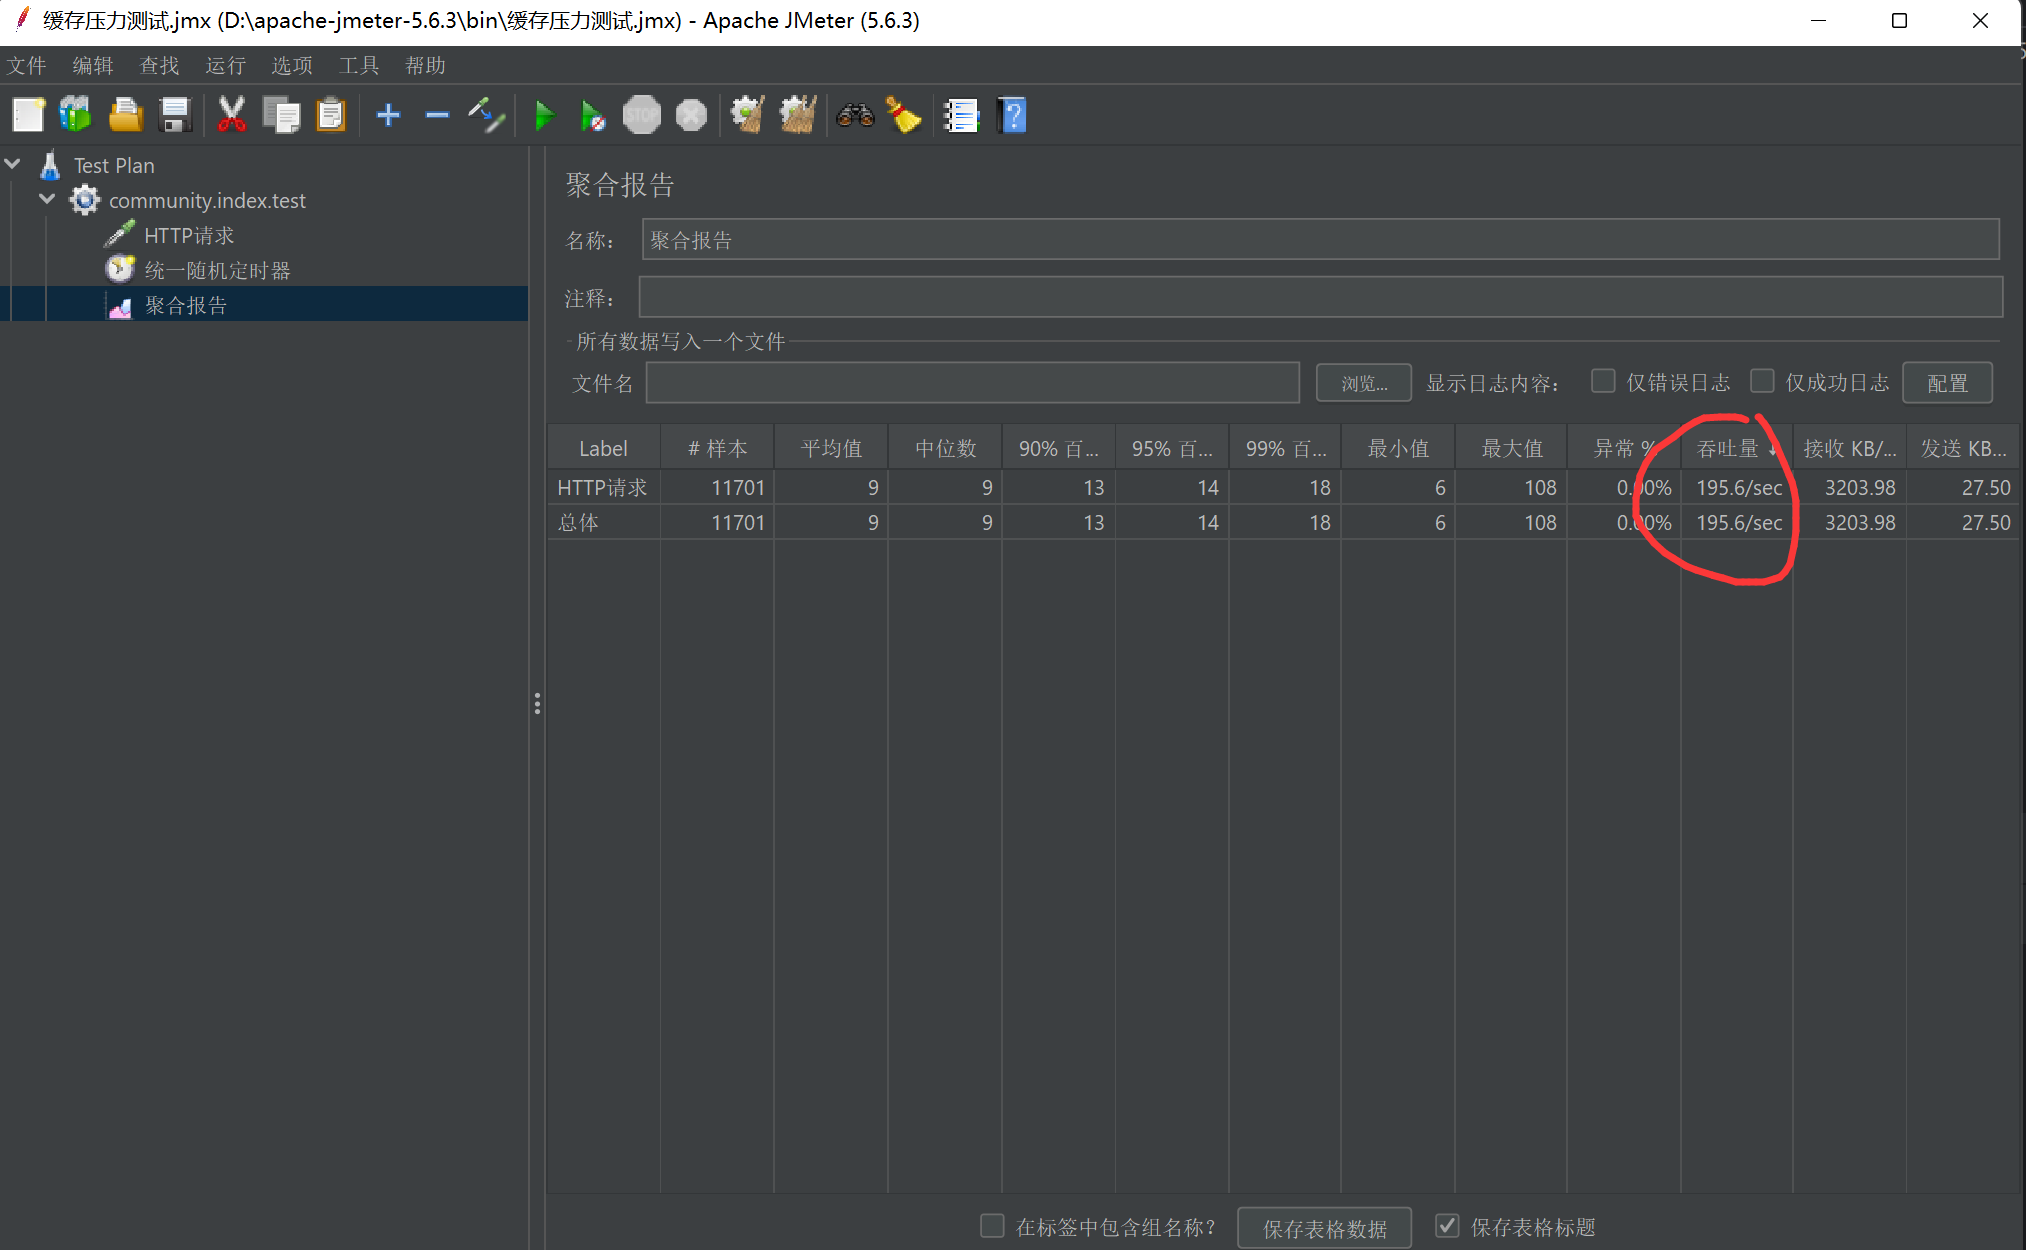 缓存压力测试.jmx (D:\apache-jmeter-5.6.3\bin\缓存压力测试.jmx) - Apache JMeter (5.6.3)
文件 编辑 查找 运行 选项 工具 帮助
STOP
Test Plan
community.index.test
HTTP请求
统一随机定时器
聚合报告
聚合报告
名称： 聚合报告
注释：
所有数据写入一个文件
文件名 浏览... 显示日志内容： 仅错误日志 仅成功日志 配置
Label # 样本 平均值 中位数 90% 百... 95% 百... 99% 百... 最小值 最大值 异常 % 吞吐量 ↓ 接收 KB/... 发送 KB...
HTTP请求 11701 9 9 13 14 18 6 108 0.00% 195.6/sec 3203.98 27.50
总体 11701 9 9 13 14 18 6 108 0.00% 195.6/sec 3203.98 27.50
在标签中包含组名称？ 保存表格数据 保存表格标题